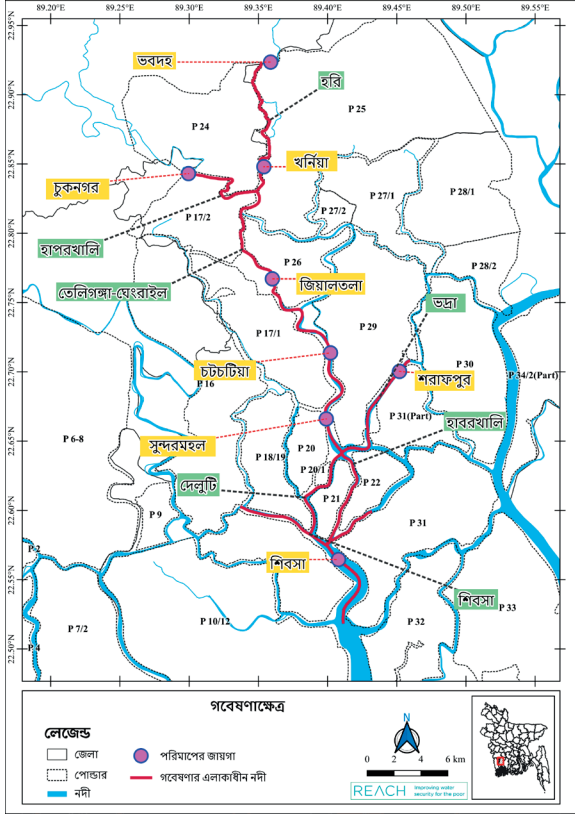 89.20°E 89.25°E 89.30°E 89.35°E 89.40°E 89.45°E 89.50°E 89.55°E
22.95°N
ভবদহ
হরি
22.90°N
P 25
P 24
22.85°N
খর্নিয়া
চুকনগর
P 27/1
P 28/1
P 17/2
P 27/2
22.80°N
হাপরখালি
P 26
P 28/2
জিয়ালতলা
তেলিগঙ্গা-ঘেংরাইল
22.75°N
ভদ্রা
P 17/1
P 29
চটচটিয়া
P 30
22.70°N
P 34/2(Part)
শরাফপুর
P 16
P 31(Part)
হাবরখালি
P 6-8
সুন্দরমহল
P 20
22.65°N
P 18/19
P 20/1
দেলুটি
P 22
P 21
22.60°N
P 9
P 31
P 2
শিবসা
22.55°N
শিবসা
P 33
P 10/12
P 32
P 7/2
P 4
22.50°N
গবেষণাক্ষেত্র
লেজেন্ড
জেলা
পোল্ডার
নদী
পরিমাপের জায়গা
গবেষণার এলাকাধীন নদী
N
0 2 4 6 km
REACH Improving water
security for the poor